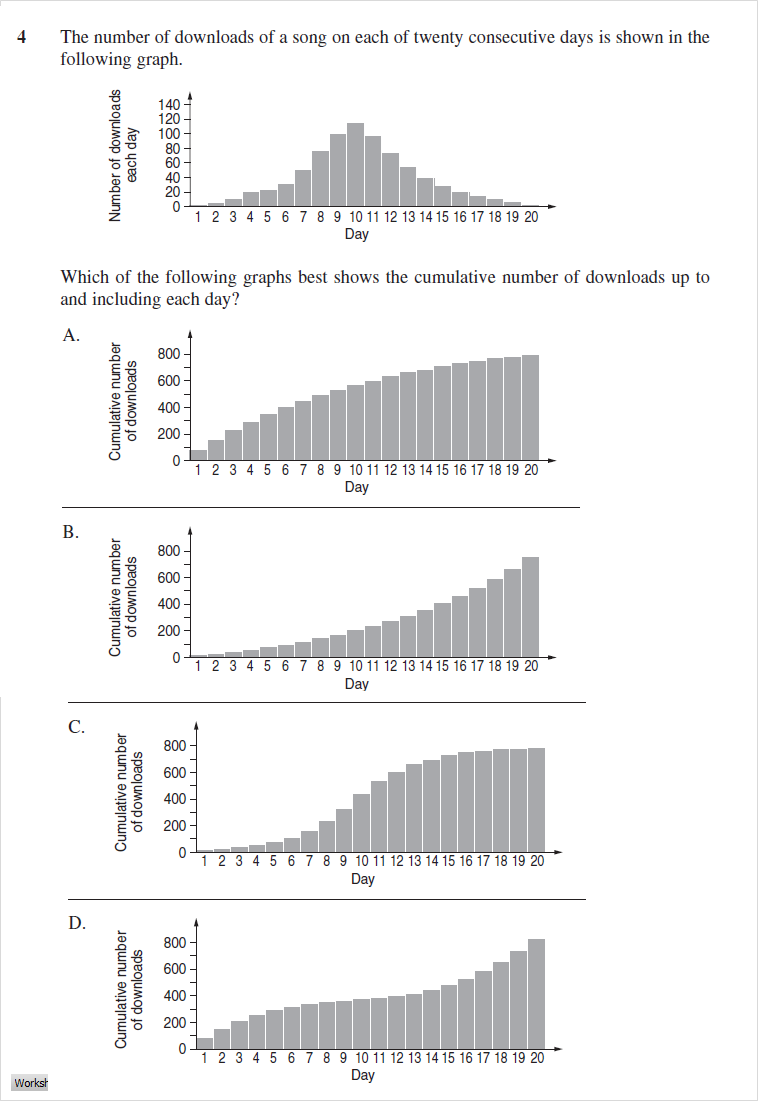 4 The number of downloads of a song on each of twenty consecutive days is shown in the
following graph.
Number of downloads
each day
140
120
100
80
60
40
20
0
1 2 3 4 5 6 7 8 9 10 11 12 13 14 15 16 17 18 19 20
Day
Which of the following graphs best shows the cumulative number of downloads up to
and including each day?
A.
Cumulative number
of downloads
800
600
400
200
0
1 2 3 4 5 6 7 8 9 10 11 12 13 14 15 16 17 18 19 20
Day
B.
Cumulative number
of downloads
800
600
400
200
0
1 2 3 4 5 6 7 8 9 10 11 12 13 14 15 16 17 18 19 20
Day
C.
Cumulative number
of downloads
800
600
400
200
0
1 2 3 4 5 6 7 8 9 10 11 12 13 14 15 16 17 18 19 20
Day
D.
Cumulative number
of downloads
800
600
400
200
0
1 2 3 4 5 6 7 8 9 10 11 12 13 14 15 16 17 18 19 20
Day